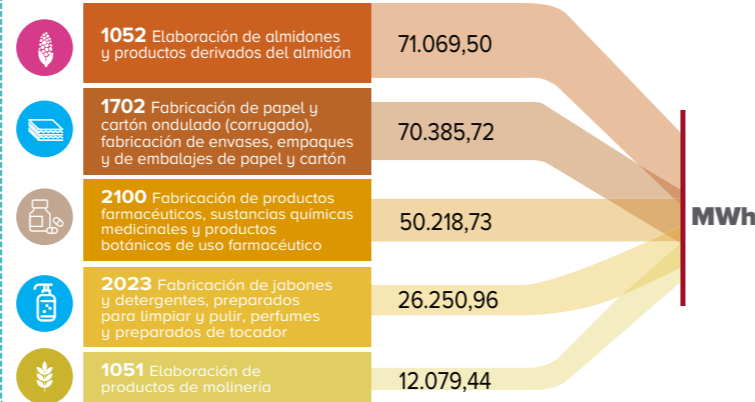 1052 Elaboración de almidones
y productos derivados del almidón
71.069,50
1702 Fabricación de papel y
cartón ondulado (corrugado),
fabricación de envases, empaques
y de embalajes de papel y cartón
70.385,72
2100 Fabricación de productos
farmacéuticos, sustancias químicas
medicinales y productos
botánicos de uso farmacéutico
50.218,73
2023 Fabricación de jabones
y detergentes, preparados
para limpiar y pulir, perfumes
y preparados de tocador
26.250,96
1051 Elaboración de
productos de molinería
12.079,44
MWh